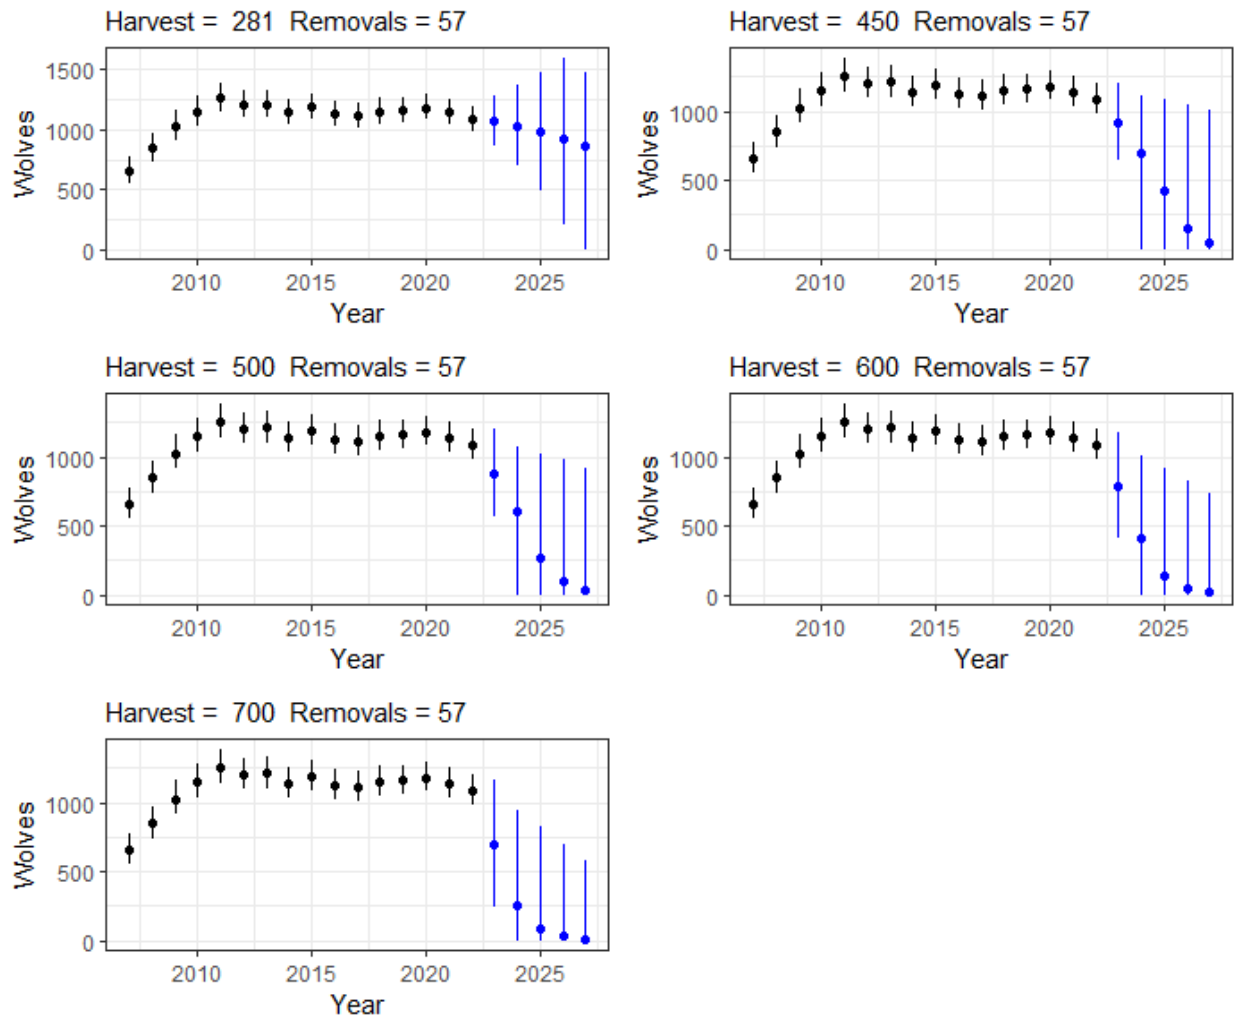 Harvest =  281  Removals = 57
1500
1000
500
0
Wolves
2010 2015 2020 2025
Year
Harvest =  450  Removals = 57
1000
500
0
Wolves
2010 2015 2020 2025
Year
Harvest =  500  Removals = 57
1000
500
0
Wolves
2010 2015 2020 2025
Year
Harvest =  600  Removals = 57
1000
500
0
Wolves
2010 2015 2020 2025
Year
Harvest =  700  Removals = 57
1000
500
0
Wolves
2010 2015 2020 2025
Year